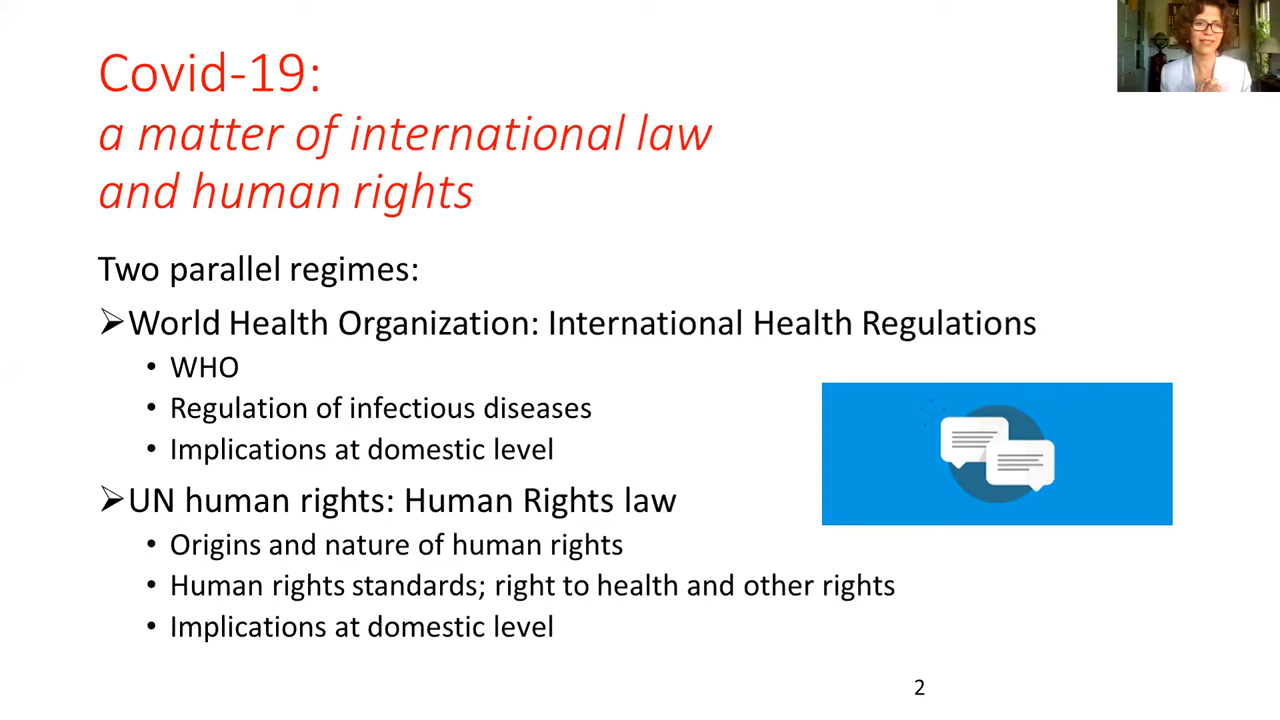 Covid-19:
a matter of international law
and human rights
Two parallel regimes:
➢World Health Organization: International Health Regulations
• WHO
• Regulation of infectious diseases
• Implications at domestic level
➢UN human rights: Human Rights law
• Origins and nature of human rights
• Human rights standards; right to health and other rights
• Implications at domestic level
2